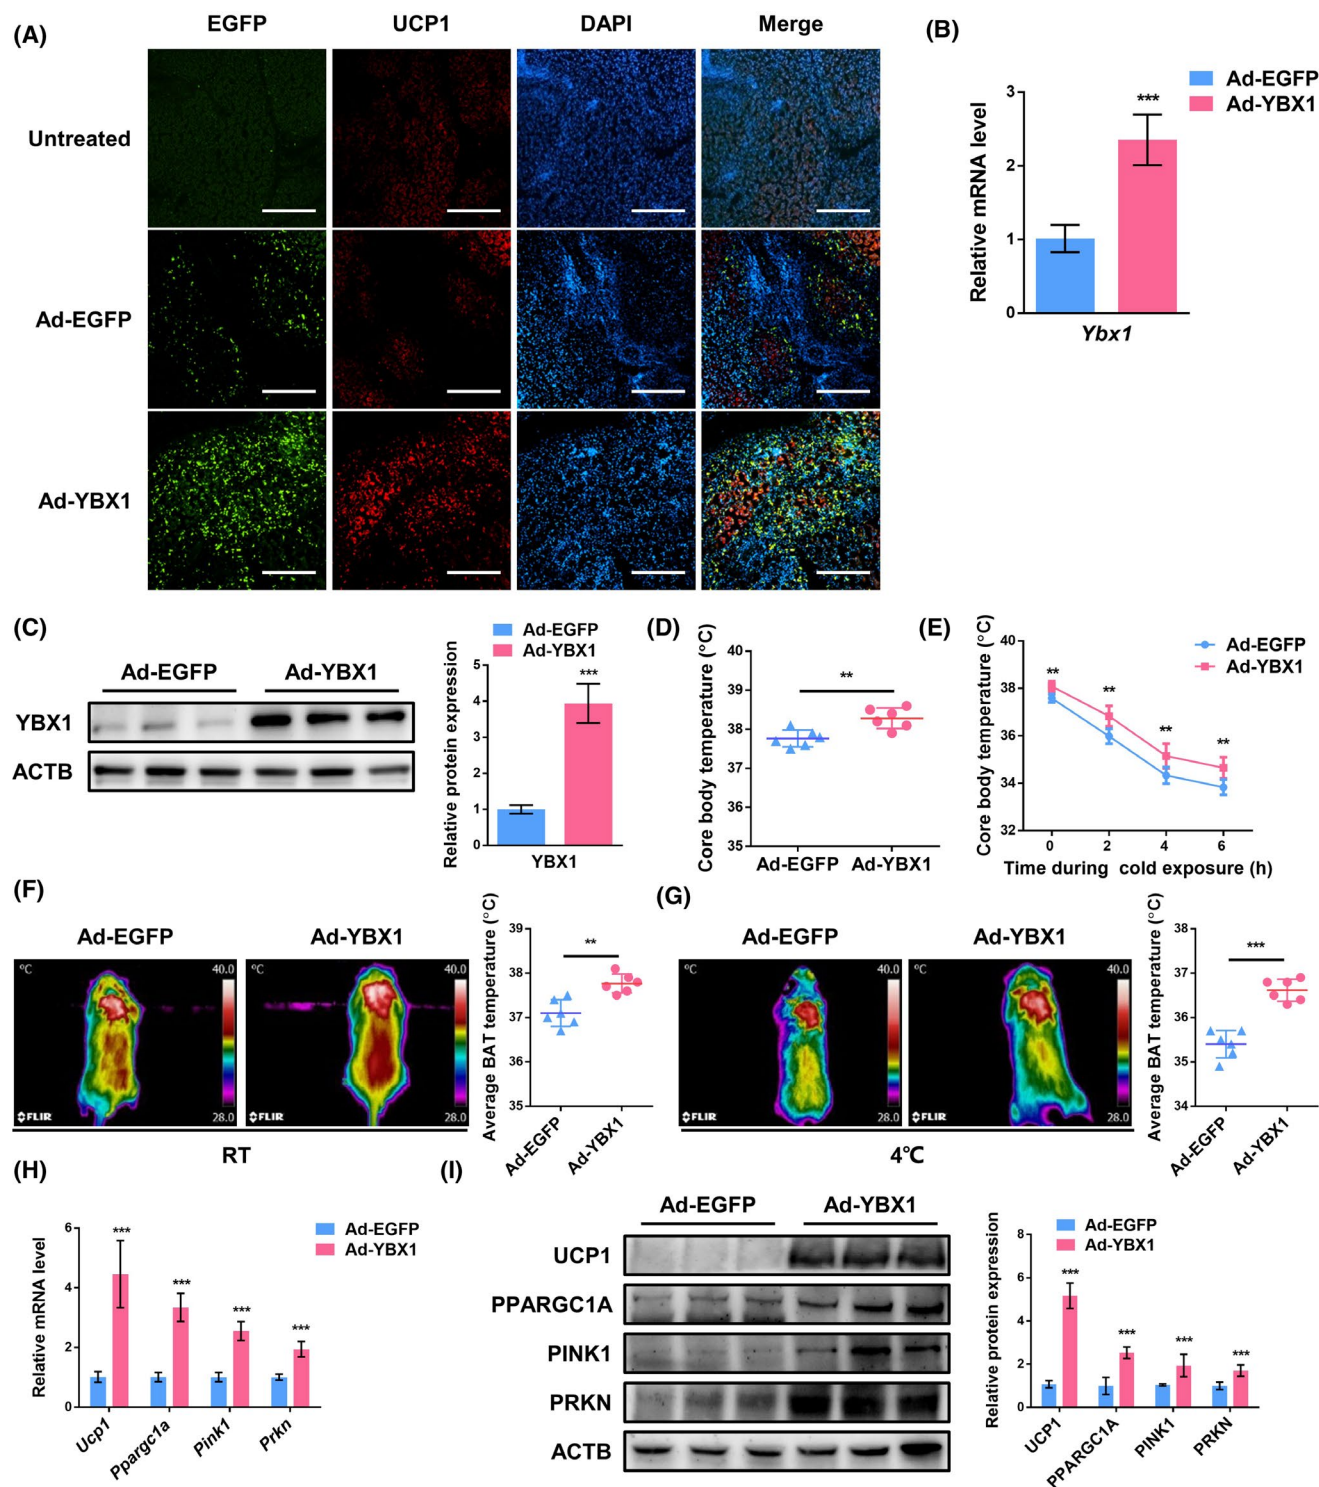 (A)
EGFP
UCP1
DAPI
Merge
Untreated
Ad-EGFP
Ad-YBX1
(B)
Ad-EGFP
Ad-YBX1
Relative mRNA level
3
2
1
0
***
Ybx1
(C)
Ad-EGFP
Ad-YBX1
YBX1
ACTB
Ad-EGFP
Ad-YBX1
Relative protein expression
5
4
3
2
1
0
***
YBX1
(D)
Core body temperature (°C)
40
39
38
37
36
35
**
Ad-EGFP
Ad-YBX1
(E)
Core body temperature (°C)
40
38
36
34
32
** ** ** **
Ad-EGFP
Ad-YBX1
0 2 4 6
Time during cold exposure (h)
(F)
Ad-EGFP
Ad-YBX1
°C
40.0
28.0
FLIR
°C
40.0
28.0
FLIR
RT
Average BAT temperature (°C)
39
38
37
36
35
**
Ad-EGFP
Ad-YBX1
(G)
Ad-EGFP
Ad-YBX1
°C
40.0
28.0
FLIR
°C
40.0
28.0
FLIR
4℃
Average BAT temperature (°C)
38
37
36
35
34
***
Ad-EGFP
Ad-YBX1
(H)
Relative mRNA level
6
4
2
0
*** *** *** ***
Ad-EGFP
Ad-YBX1
Ucp1
Ppargc1a
Pink1
Prkn
(I)
Ad-EGFP
Ad-YBX1
UCP1
PPARGC1A
PINK1
PRKN
ACTB
Relative protein expression
8
6
4
2
0
Ad-EGFP
Ad-YBX1
*** *** *** ***
UCP1
PPARGC1A
PINK1
PRKN